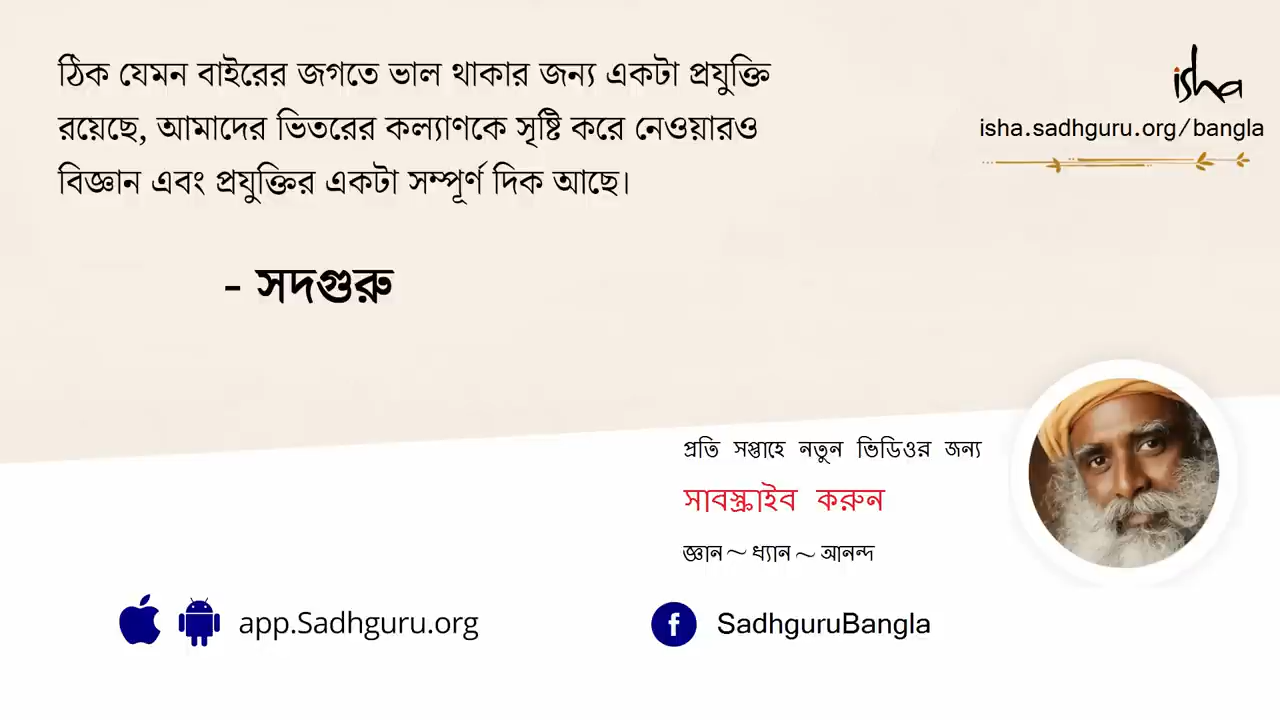 ঠিক যেমন বাইরের জগতে ভাল থাকার জন্য একটা প্রযুক্তি
রয়েছে, আমাদের ভিতরের কল্যাণকে সৃষ্টি করে নেওয়ারও
বিজ্ঞান এবং প্রযুক্তির একটা সম্পূর্ণ দিক আছে।
- সদগুরু
isha
isha.sadhguru.org/bangla
প্রতি সপ্তাহে নতুন ভিডিওর জন্য
সাবস্ক্রাইব করুন
জ্ঞান ~ ধ্যান ~ আনন্দ
app.Sadhguru.org
f SadhguruBangla